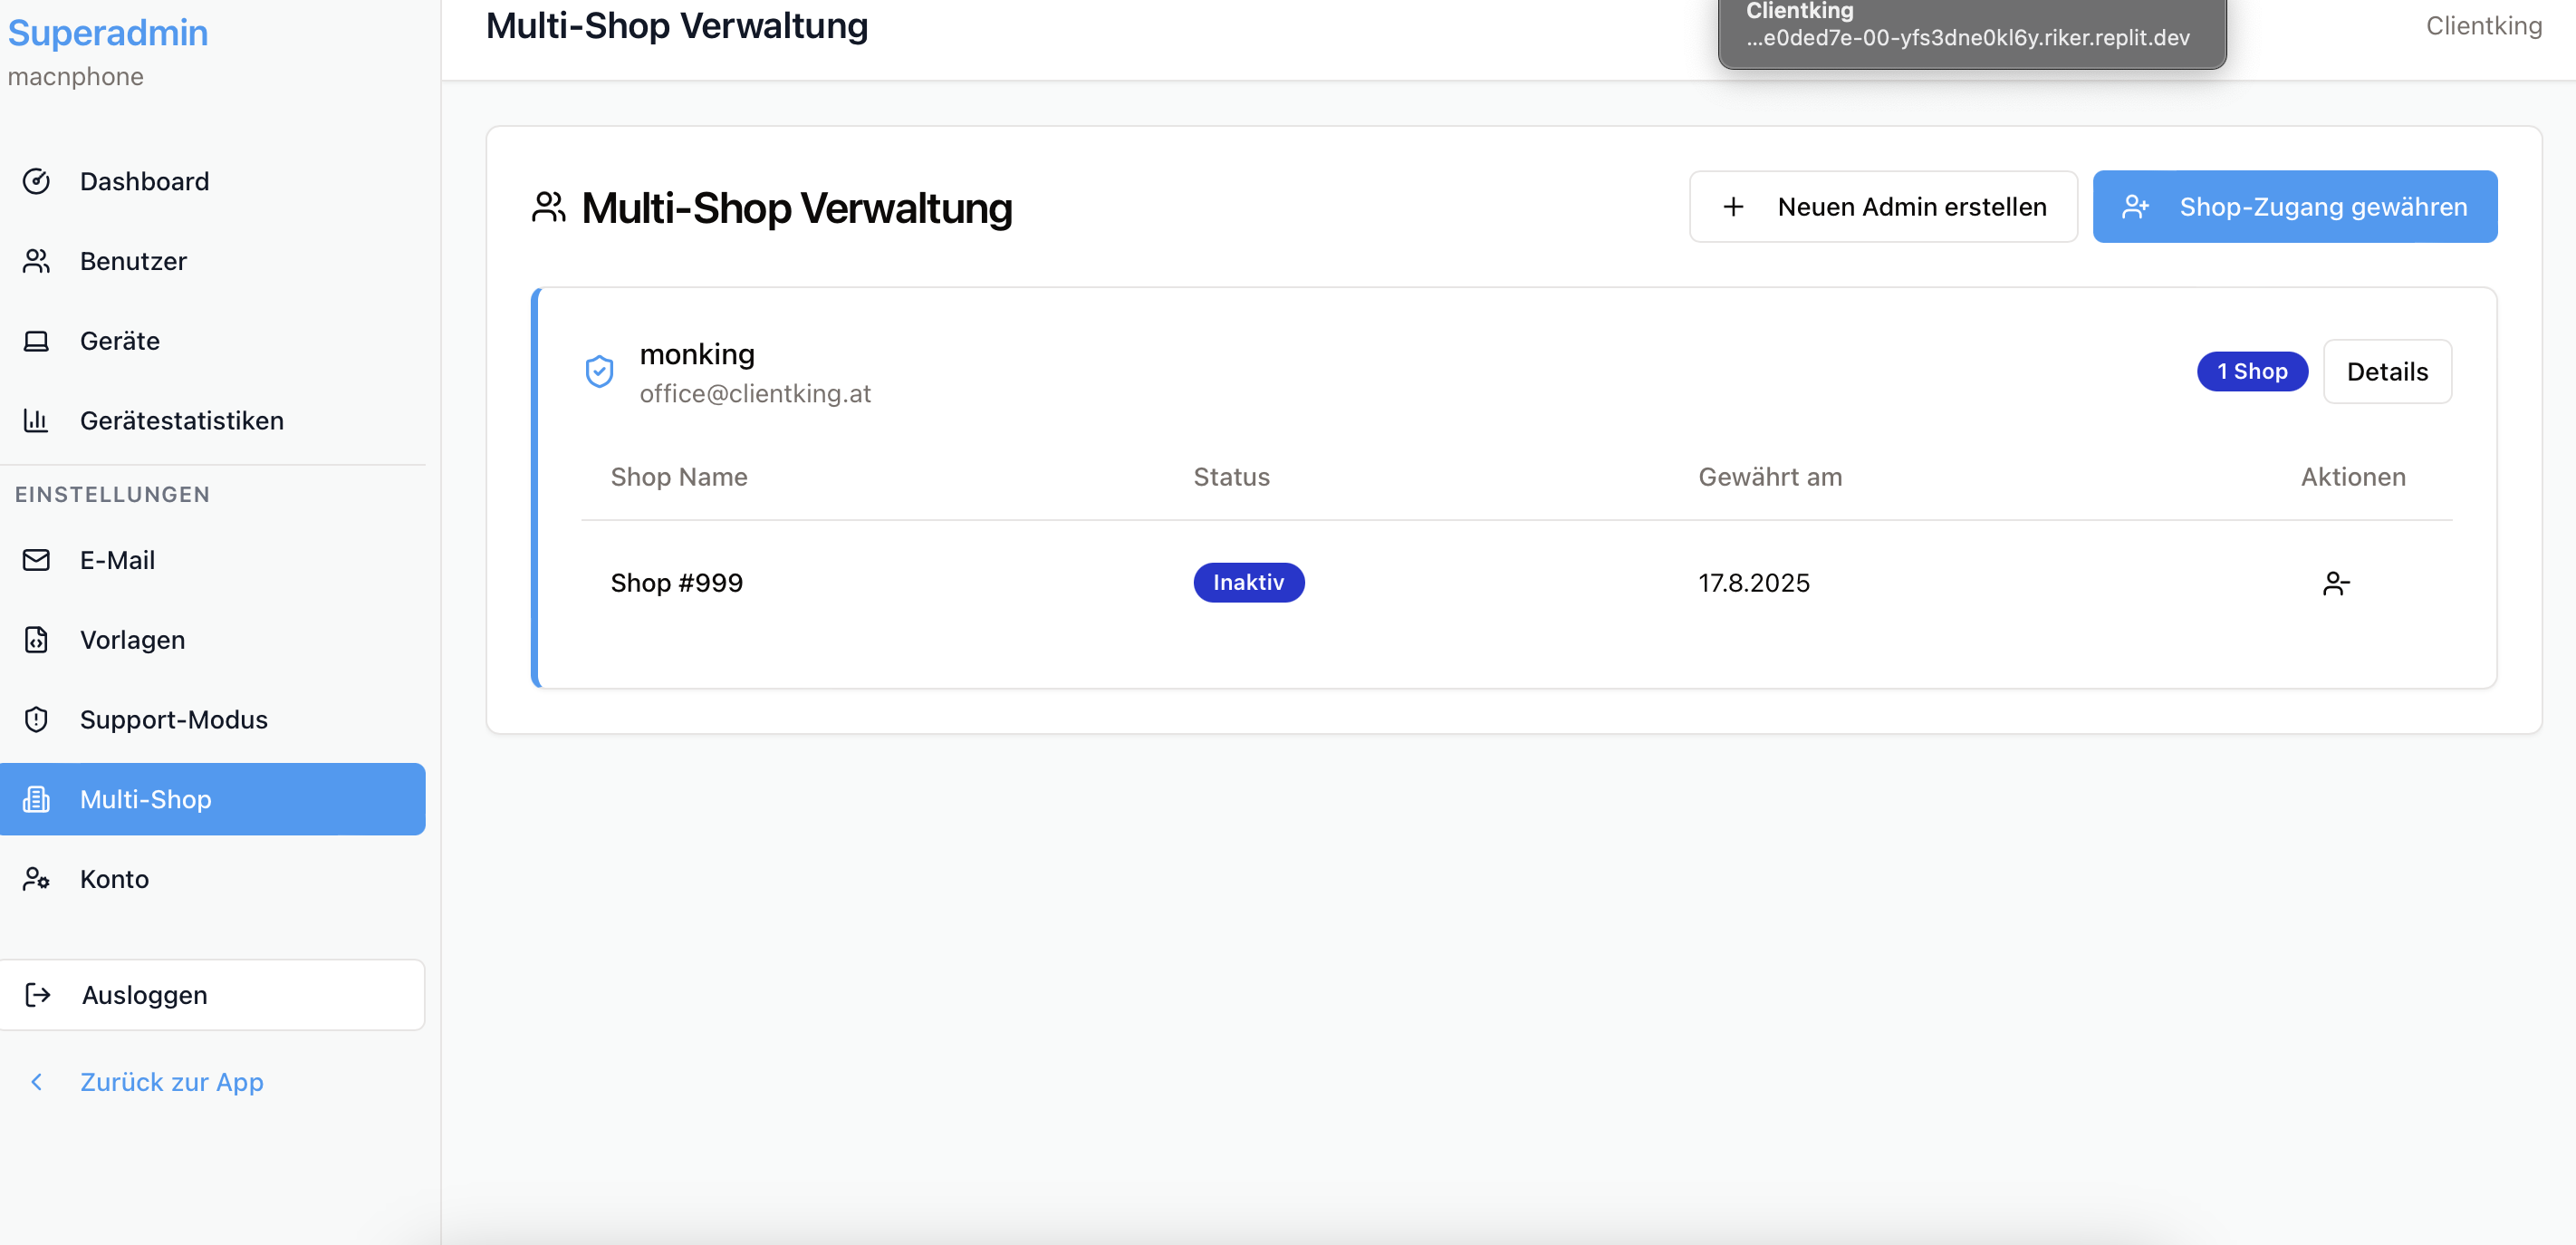 Superadmin
macnphone
Dashboard
Benutzer
Geräte
Gerätestatistiken
EINSTELLUNGEN
E-Mail
Vorlagen
Support-Modus
Multi-Shop
Konto
Ausloggen
Zurück zur App
Multi-Shop Verwaltung
Clientking
...e0ded7e-00-yfs3dne0kl6y.riker.replit.dev
Clientking
Multi-Shop Verwaltung
Neuen Admin erstellen
Shop-Zugang gewähren
monking
office@clientking.at
1 Shop
Details
Shop Name Status Gewährt am Aktionen
Shop #999 Inaktiv 17.8.2025